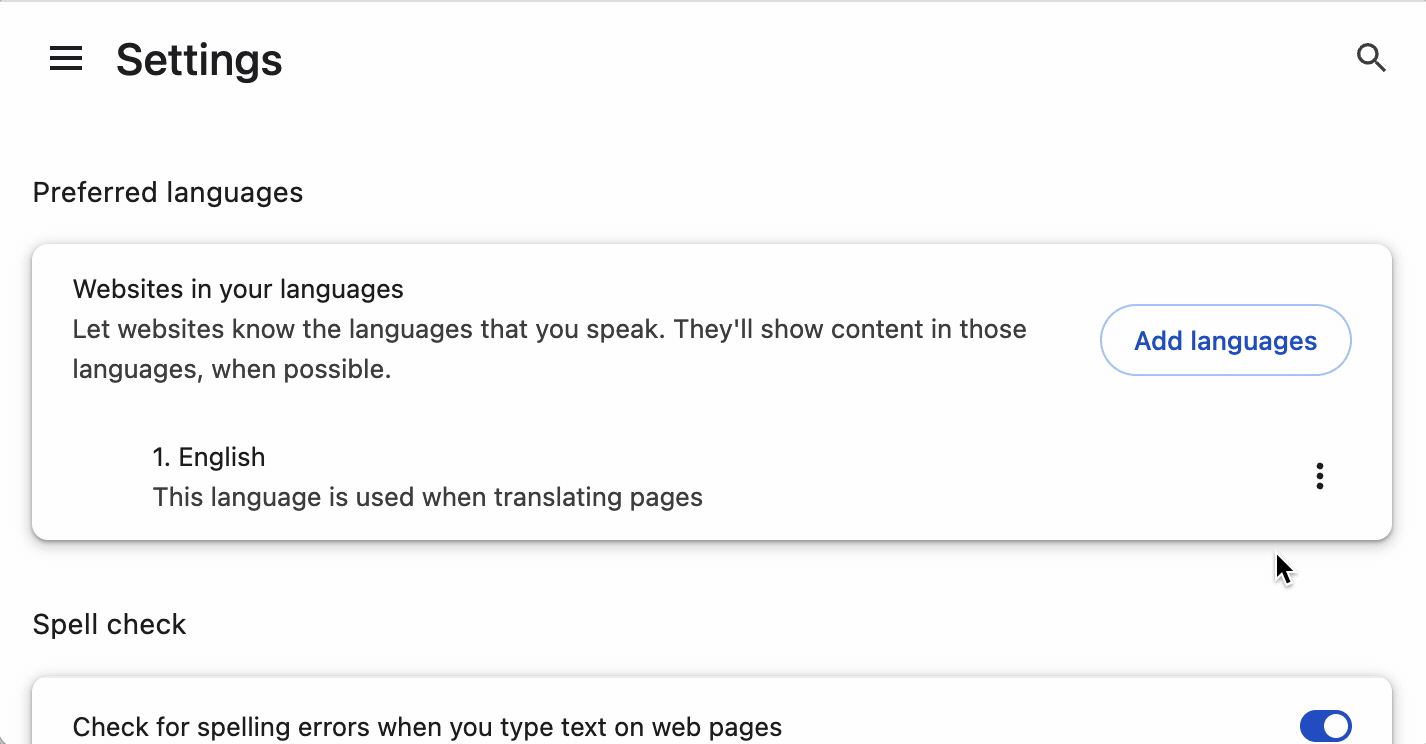 Settings
Preferred languages
Websites in your languages
Let websites know the languages that you speak. They'll show content in those
languages, when possible.
Add languages
1. English
This language is used when translating pages
Spell check
Check for spelling errors when you type text on web pages